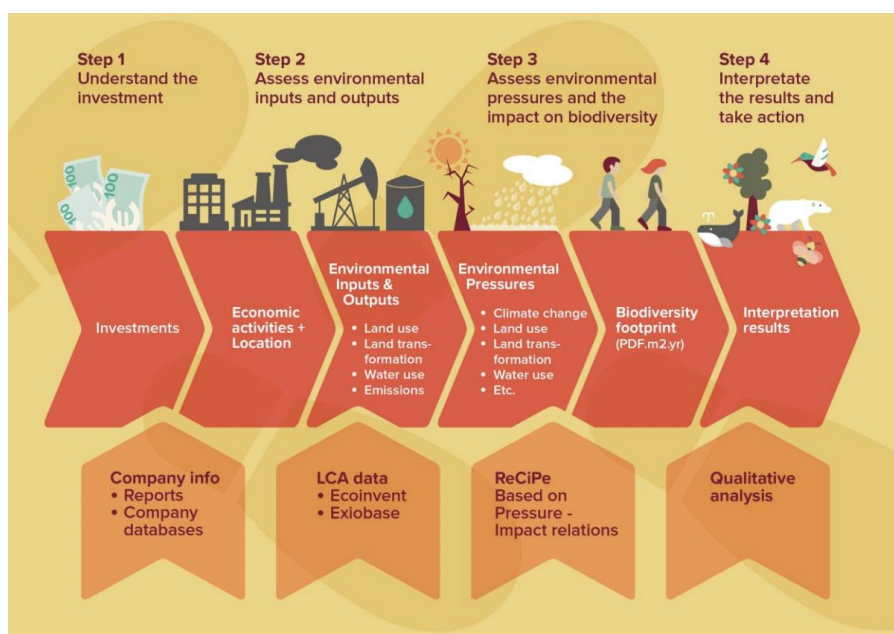 Step 1
Understand the
investment
Step 2
Assess environmental
inputs and outputs
Step 3
Assess environmental
pressures and the
impact on biodiversity
Step 4
Interpretate
the results and
take action
100
100
100
Investments
Economic
activities +
Location
Environmental
Inputs &
Outputs
• Land use
• Land trans-
formation
• Water use
• Emissions
Environmental
Pressures
• Climate change
• Land use
• Land trans-
formation
• Water use
• Etc.
Biodiversity
footprint
(PDF.m2.yr)
Interpretation
results
Company info
• Reports
• Company
databases
LCA data
• Ecoinvent
• Exiobase
ReCiPe
Based on
Pressure -
Impact relations
Qualitative
analysis